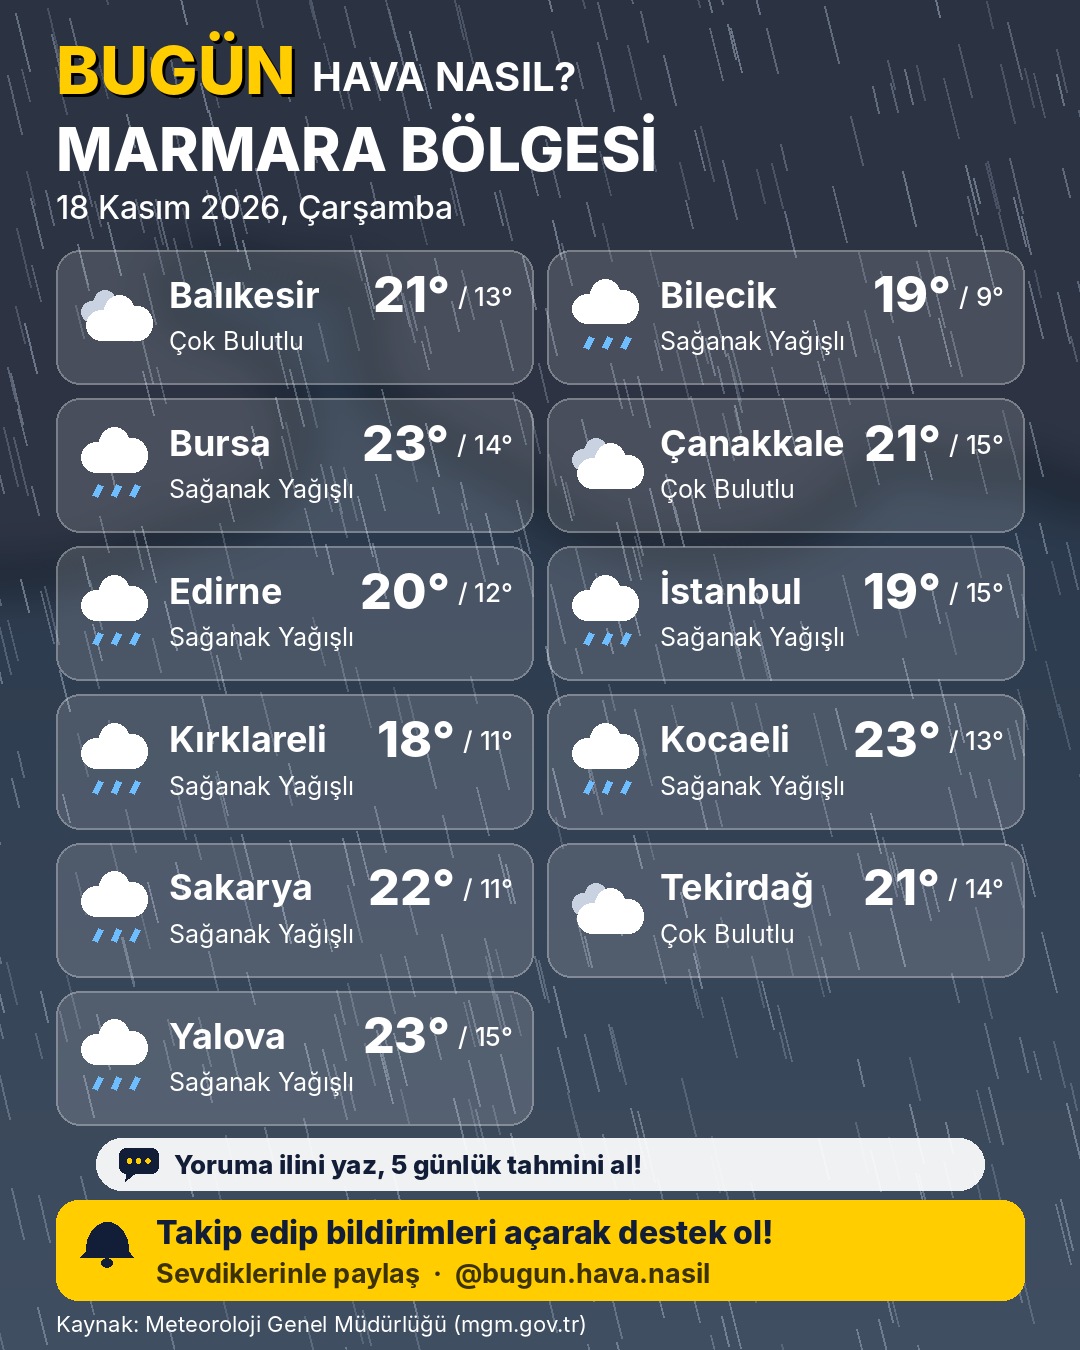 BUGÜN HAVA NASIL?
MARMARA BÖLGESİ
18 Kasım 2026, Çarşamba
Balıkesir 21° / 13°
Çok Bulutlu
Bilecik 19° / 9°
Sağanak Yağışlı
Bursa 23° / 14°
Sağanak Yağışlı
Çanakkale 21° / 15°
Çok Bulutlu
Edirne 20° / 12°
Sağanak Yağışlı
İstanbul 19° / 15°
Sağanak Yağışlı
Kırklareli 18° / 11°
Sağanak Yağışlı
Kocaeli 23° / 13°
Sağanak Yağışlı
Sakarya 22° / 11°
Sağanak Yağışlı
Tekirdağ 21° / 14°
Çok Bulutlu
Yalova 23° / 15°
Sağanak Yağışlı
Yoruma ilini yaz, 5 günlük tahmini al!
Takip edip bildirimleri açarak destek ol!
Sevdiklerinle paylaş · @bugun.hava.nasil
Kaynak: Meteoroloji Genel Müdürlüğü (mgm.gov.tr)